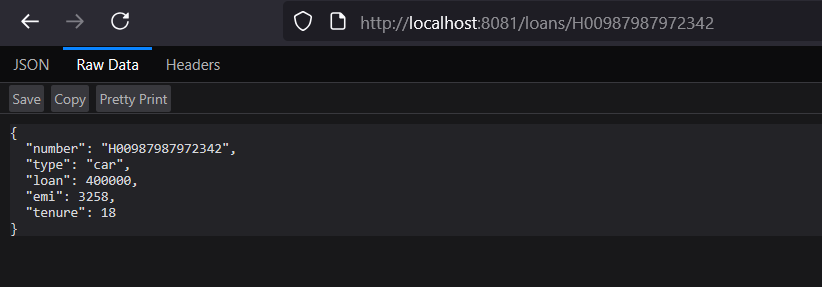 http://localhost:8081/loans/H00987987972342
JSON Raw Data Headers
Save Copy Pretty Print
{
  "number": "H00987987972342",
  "type": "car",
  "loan": 400000,
  "emi": 3258,
  "tenure": 18
}